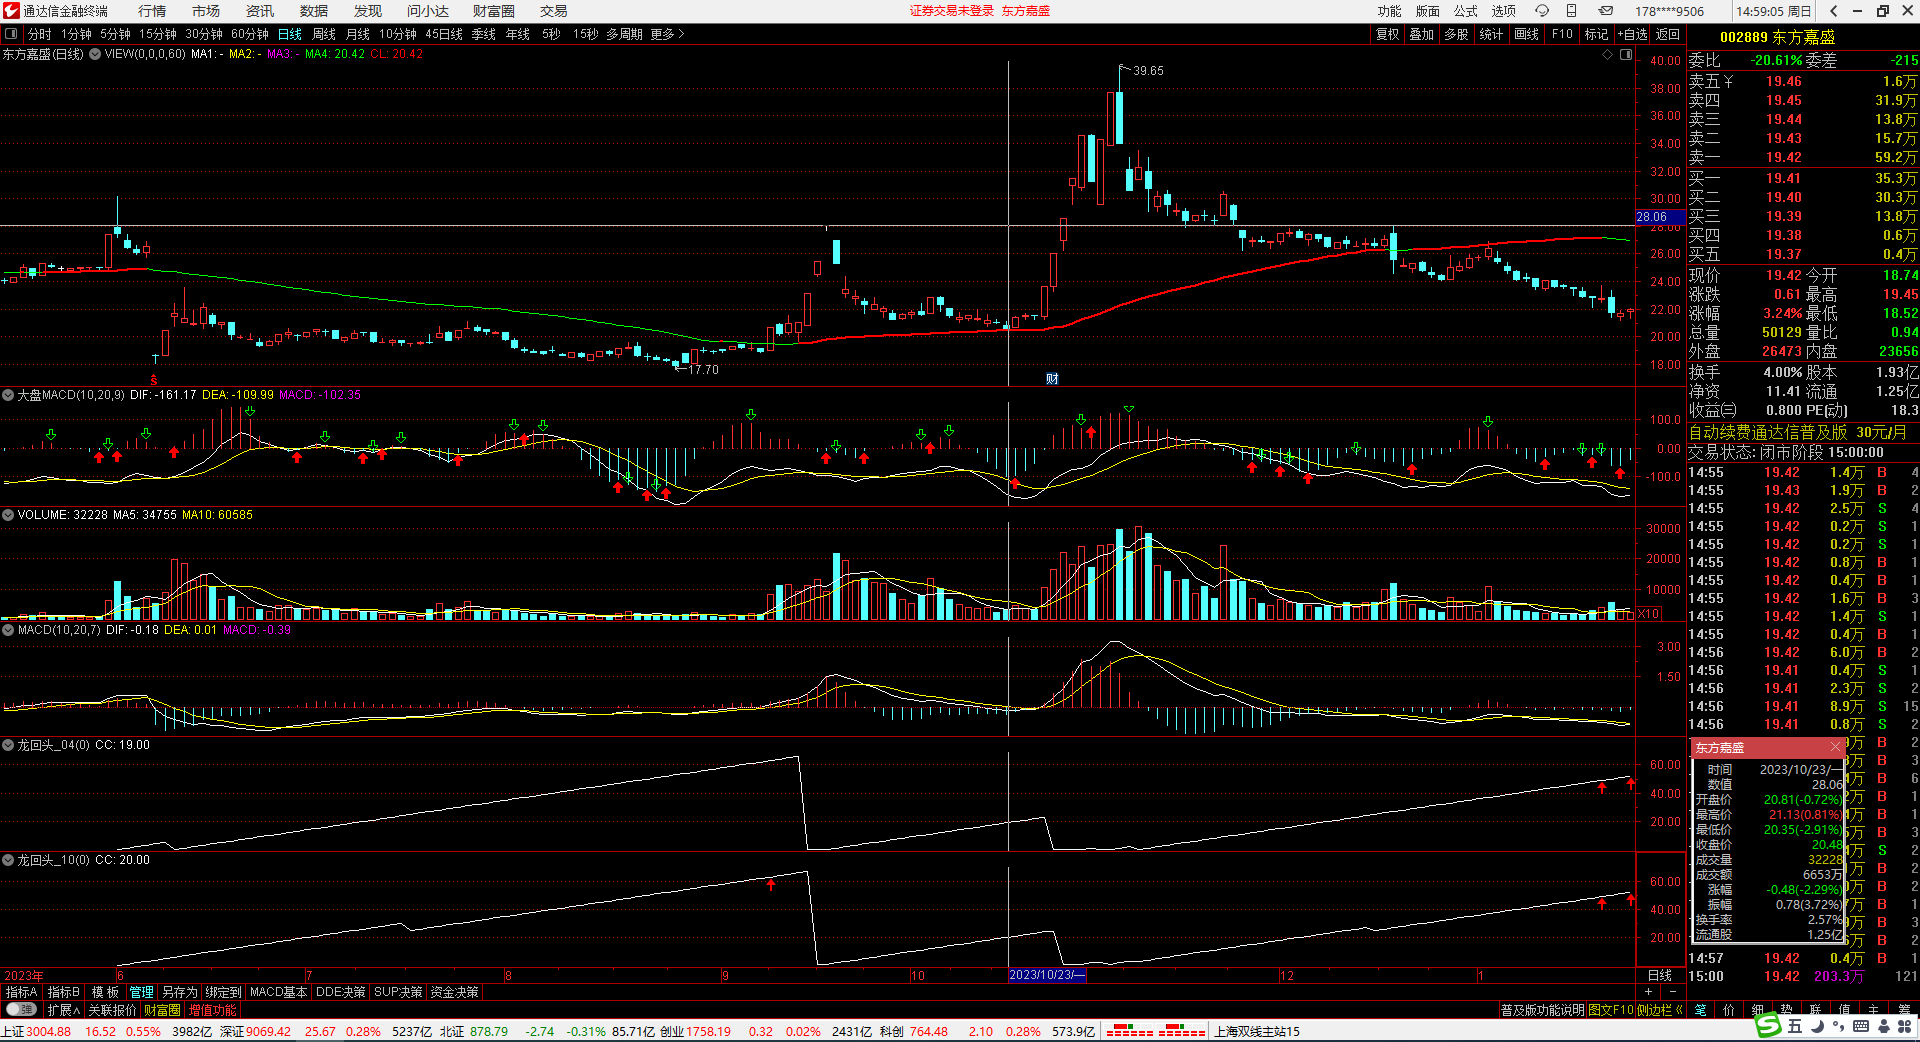 通达信金融终端 行情 市场 资讯 数据 发现 问小达 财富圈 交易 证券交易未登录 东方嘉盛 功能 版面 公式 选项 178****9506 14:59:05 周日
分时 1分钟 5分钟 15分钟 30分钟 60分钟 日线 周线 月线 10分钟 45日线 季线 年线 5秒 15秒 多周期 更多> 复权 叠加 多股 统计 画线 F10 标记 +自选 返回
002889 东方嘉盛
东方嘉盛(日线) VIEW(0,0,0,60) MA1: - MA2: - MA3: - MA4: 20.42 CL: 20.42
40.00
38.00
36.00
34.00
32.00
30.00
28.06
28.00
26.00
24.00
22.00
20.00
18.00
39.65
17.70
$
财
大盘MACD(10,20,9) DIF: -161.17 DEA: -109.99 MACD: -102.35
100.0
0.00
-100.0
VOLUME: 32228 MA5: 34755 MA10: 60585
30000
20000
10000
X10
MACD(10,20,7) DIF: -0.18 DEA: 0.01 MACD: -0.39
3.00
1.50
龙回头_04(0) CC: 19.00
60.00
40.00
20.00
龙回头_10(0) CC: 20.00
60.00
40.00
20.00
2023年 6 7 8 9 10 2023/10/23/一 12 1 日线
指标A 指标B 模 板 管理 另存为 绑定到 MACD基本 DDE决策 SUP决策 资金决策 + -
弹 扩展∧ 关联报价 财富圈 增值功能 普及版功能说明 图文F10 侧边栏《 笔 价 细 势 联 值 主 筹
上证3004.88 16.52 0.55% 3982亿 深证9069.42 25.67 0.28% 5237亿 北证 878.79 -2.74 -0.31% 85.71亿 创业1758.19 0.32 0.02% 2431亿 科创 764.48 2.10 0.28% 573.9亿 上海双线主站15
五
委比 -20.61% 委差 -215
卖五 ¥ 19.46 1.6万
卖四 19.45 31.9万
卖三 19.44 13.8万
卖二 19.43 15.7万
卖一 19.42 59.2万
买一 19.41 35.3万
买二 19.40 30.3万
买三 19.39 13.8万
买四 19.38 0.6万
买五 19.37 0.4万
现价 19.42 今开 18.74
涨跌 0.61 最高 19.45
涨幅 3.24% 最低 18.52
总量 50129 量比 0.94
外盘 26473 内盘 23656
换手 4.00% 股本 1.93亿
净资 11.41 流通 1.25亿
收益㈢ 0.800 PE(动) 18.3
自动续费通达信普及版 30元/月
交易状态: 闭市阶段 15:00:00
14:55 19.42 1.4万 B 4
14:55 19.43 1.9万 B 2
14:55 19.42 2.5万 S 4
14:55 19.42 0.2万 S 1
14:55 19.42 0.2万 S 1
14:55 19.42 0.8万 B 1
14:55 19.42 0.4万 B 1
14:55 19.42 1.6万 B 3
14:55 19.42 1.4万 S 1
14:55 19.42 0.4万 B 1
14:56 19.42 6.0万 B 2
14:56 19.41 0.4万 S 1
14:56 19.41 2.3万 S 2
14:56 19.41 8.9万 S 15
14:56 19.41 0.8万 S 2
东方嘉盛
时间 2023/10/23/一
数值 28.06
开盘价 20.81(-0.72%)
最高价 21.13(0.81%)
最低价 20.35(-2.91%)
收盘价 20.48
成交量 32228
成交额 6653万
涨幅 -0.48(-2.29%)
振幅 0.78(3.72%)
换手率 2.57%
流通股 1.25亿
万 B 2
万 B 3
万 B 6
万 B 1
万 B 1
万 B 3
万 S 2
万 B 2
万 B 2
万 B 1
万 B 3
万 B 2
14:57 19.42 0.4万 B 1
15:00 19.42 203.3万 121